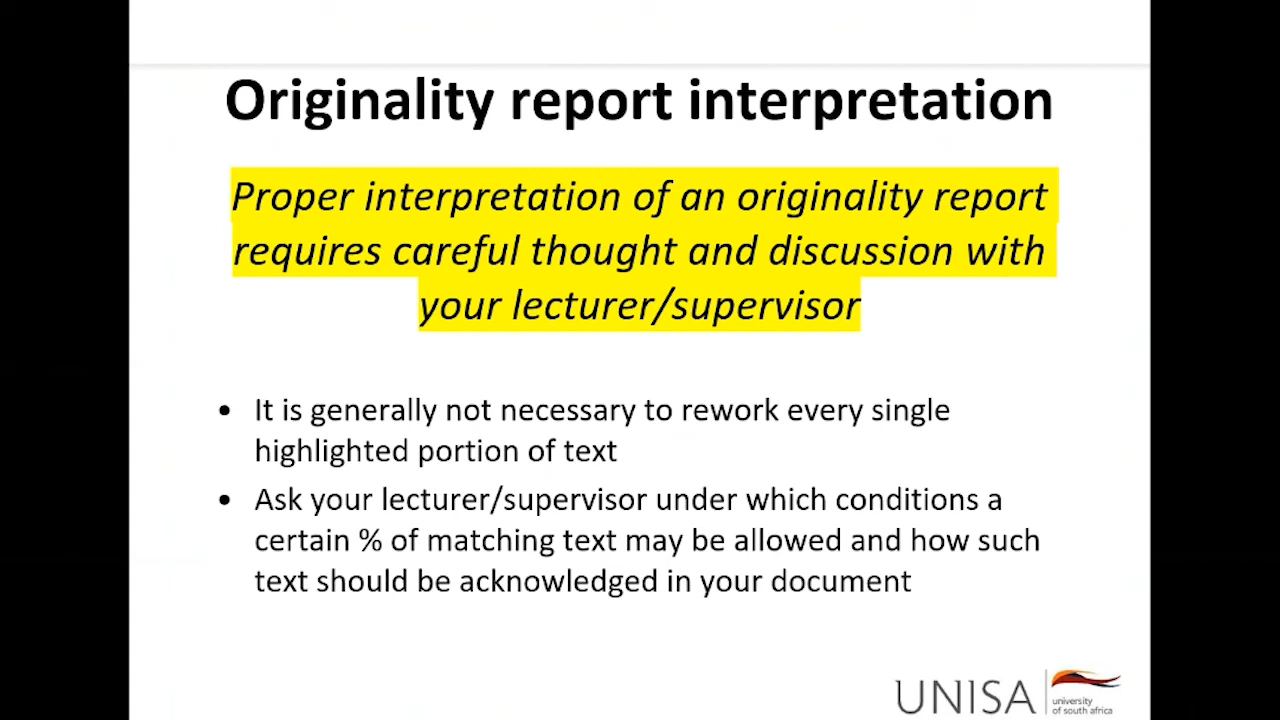 Originality report interpretation
Proper interpretation of an originality report
requires careful thought and discussion with
your lecturer/supervisor
• It is generally not necessary to rework every single
highlighted portion of text
• Ask your lecturer/supervisor under which conditions a
certain % of matching text may be allowed and how such
text should be acknowledged in your document
UNISA
university
of south africa